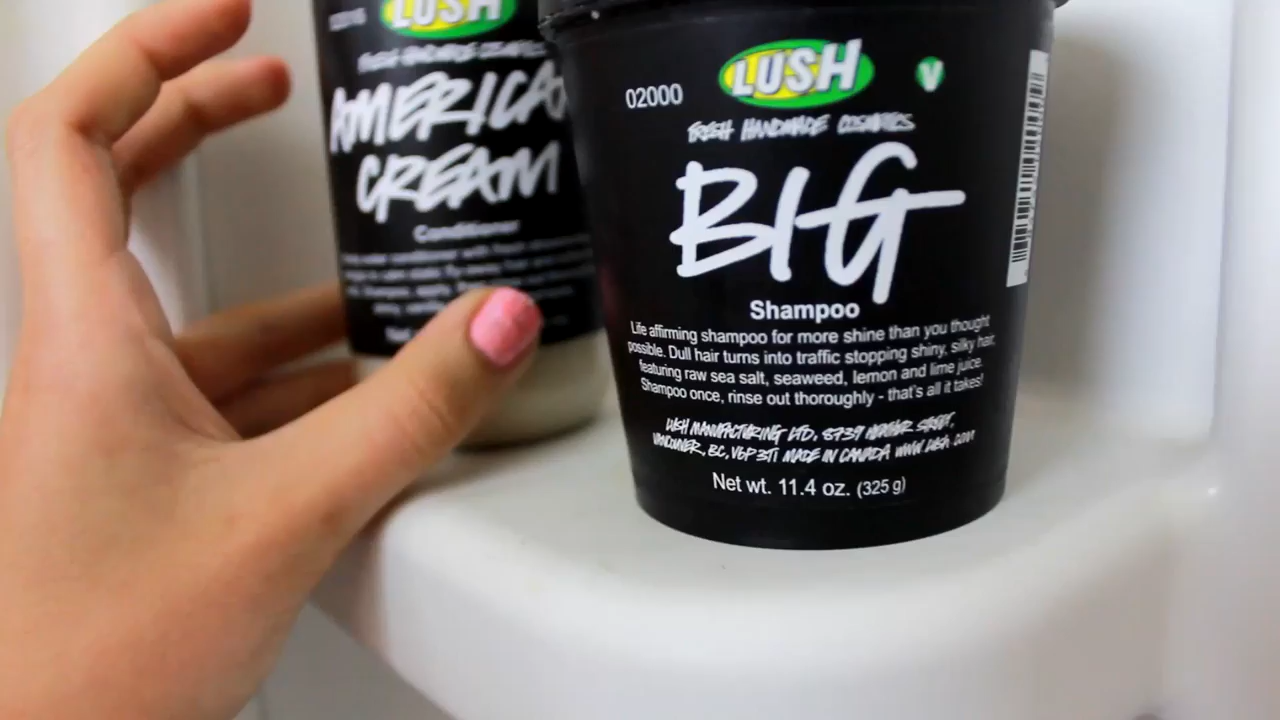 LUSH
FRESH HANDMADE COSMETICS
AMERICAN
CREAM
Conditioner
02000
LUSH
V
FRESH HANDMADE COSMETICS
BIG
Shampoo
Life affirming shampoo for more shine than you thought
possible. Dull hair turns into traffic stopping shiny, silky hair,
featuring raw sea salt, seaweed, lemon and lime juice.
Shampoo once, rinse out thoroughly - that's all it takes!
LUSH MANUFACTURING LTD, 8739 HEATHER STREET,
VANCOUVER, BC, V6P 3T1 MADE IN CANADA www.lush.com
Net wt. 11.4 oz. (325 g)